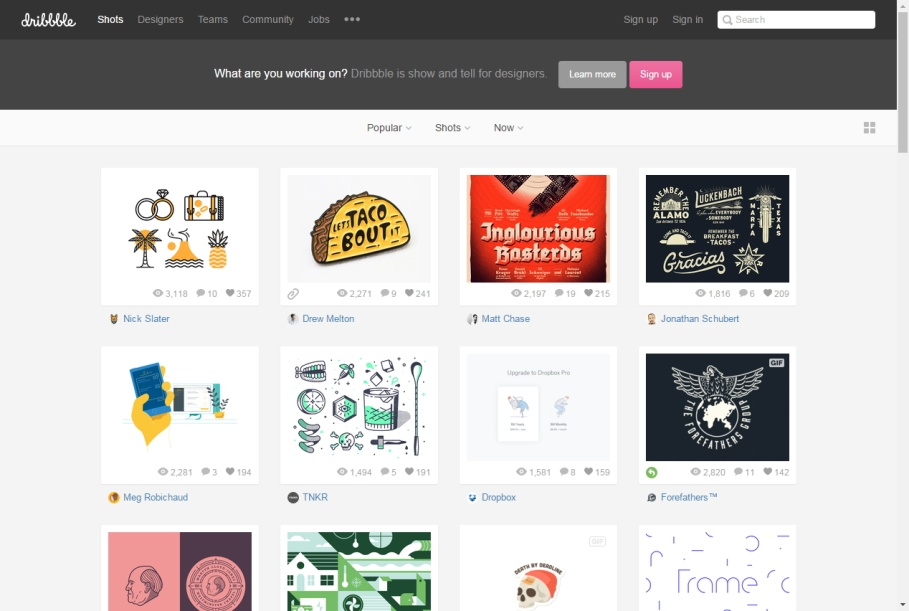 dribbble Shots Designers Teams Community Jobs ••• Sign up Sign in Search
What are you working on? Dribbble is show and tell for designers. Learn more Sign up
Popular Shots Now
LET'S TACO BOUT IT
Inglourious Basterds
REMEMBER THE ALAMO
LUCKENBACH
EVERYBODY SOMEBODY
MARFA TEXAS
REMEMBER THE BREAKFAST -TACOS-
Gracias
3,118 10 357
2,271 9 241
2,197 19 215
1,816 6 209
Nick Slater
Drew Melton
Matt Chase
Jonathan Schubert
Upgrade to Dropbox Pro
GIF
THE FOREFATHERS GROUP
2,281 3 194
1,494 5 191
1,581 8 159
2,820 11 142
Meg Robichaud
TNKR
Dropbox
Forefathers™
GIF
DEATH BY DEADLINE
Frame